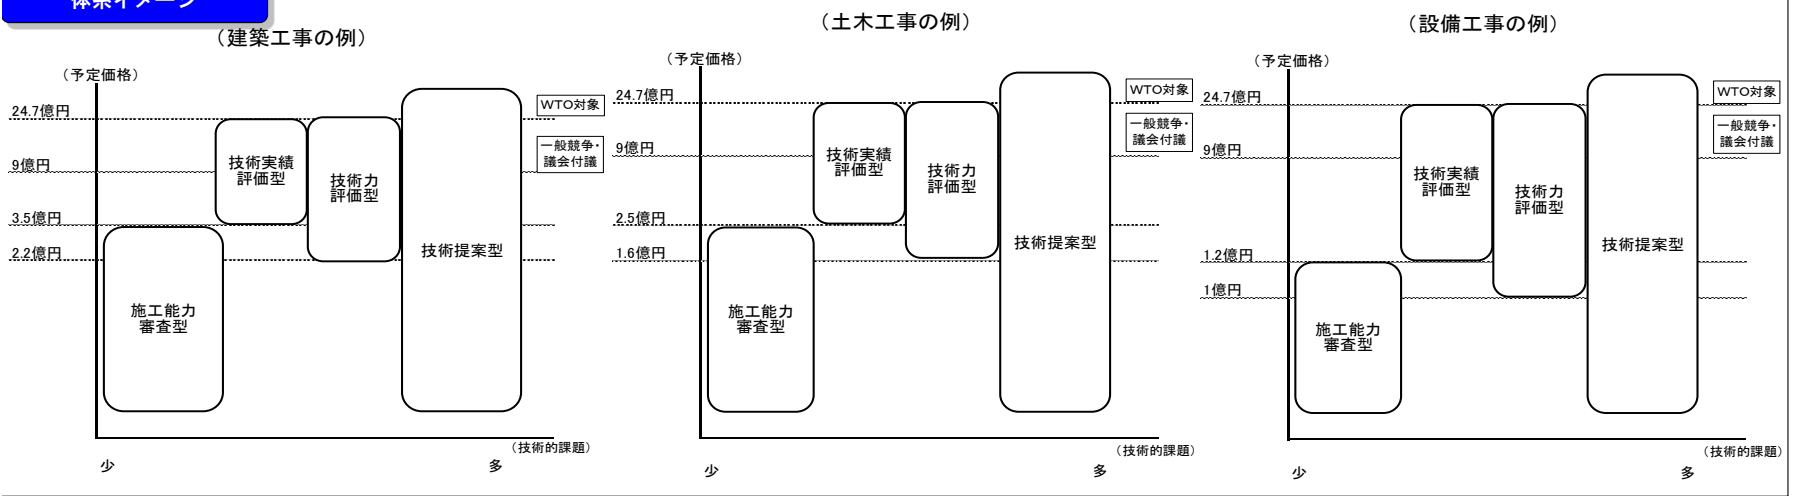 体系イメージ
（建築工事の例）
（予定価格）
24.7億円
9億円
3.5億円
2.2億円
施工能力
審査型
技術実績
評価型
技術力
評価型
技術提案型
WTO対象
一般競争・
議会付議
（技術的課題）
少
多
（土木工事の例）
（予定価格）
24.7億円
9億円
2.5億円
1.6億円
施工能力
審査型
技術実績
評価型
技術力
評価型
技術提案型
WTO対象
一般競争・
議会付議
（技術的課題）
少
多
（設備工事の例）
（予定価格）
24.7億円
9億円
1.2億円
1億円
施工能力
審査型
技術実績
評価型
技術力
評価型
技術提案型
WTO対象
一般競争・
議会付議
（技術的課題）
少
多